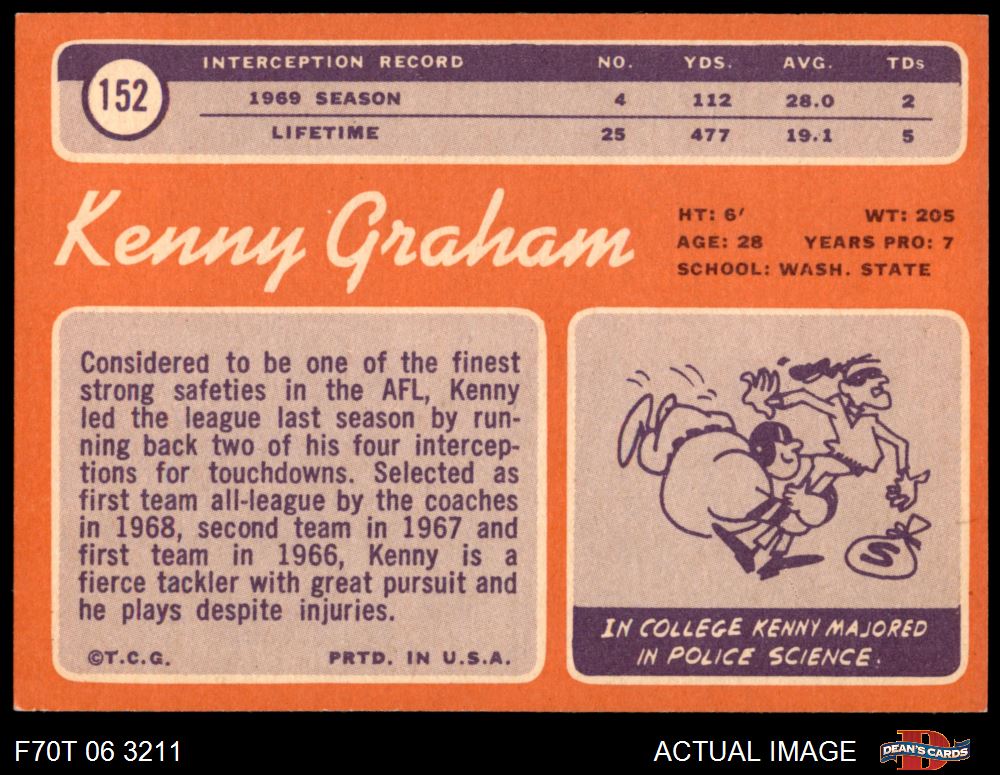 INTERCEPTION RECORD NO. YDS. AVG. TDs
152
1969 SEASON 4 112 28.0 2
LIFETIME 25 477 19.1 5
Kenny Graham
HT: 6' WT: 205
AGE: 28 YEARS PRO: 7
SCHOOL: WASH. STATE
Considered to be one of the finest
strong safeties in the AFL, Kenny
led the league last season by run-
ning back two of his four intercep-
tions for touchdowns. Selected as
first team all-league by the coaches
in 1968, second team in 1967 and
first team in 1966, Kenny is a
fierce tackler with great pursuit and
he plays despite injuries.
©T.C.G. PRTD. IN U.S.A.
S
IN COLLEGE KENNY MAJORED
IN POLICE SCIENCE.
F70T 06 3211 ACTUAL IMAGE
D
DEAN'S CARDS